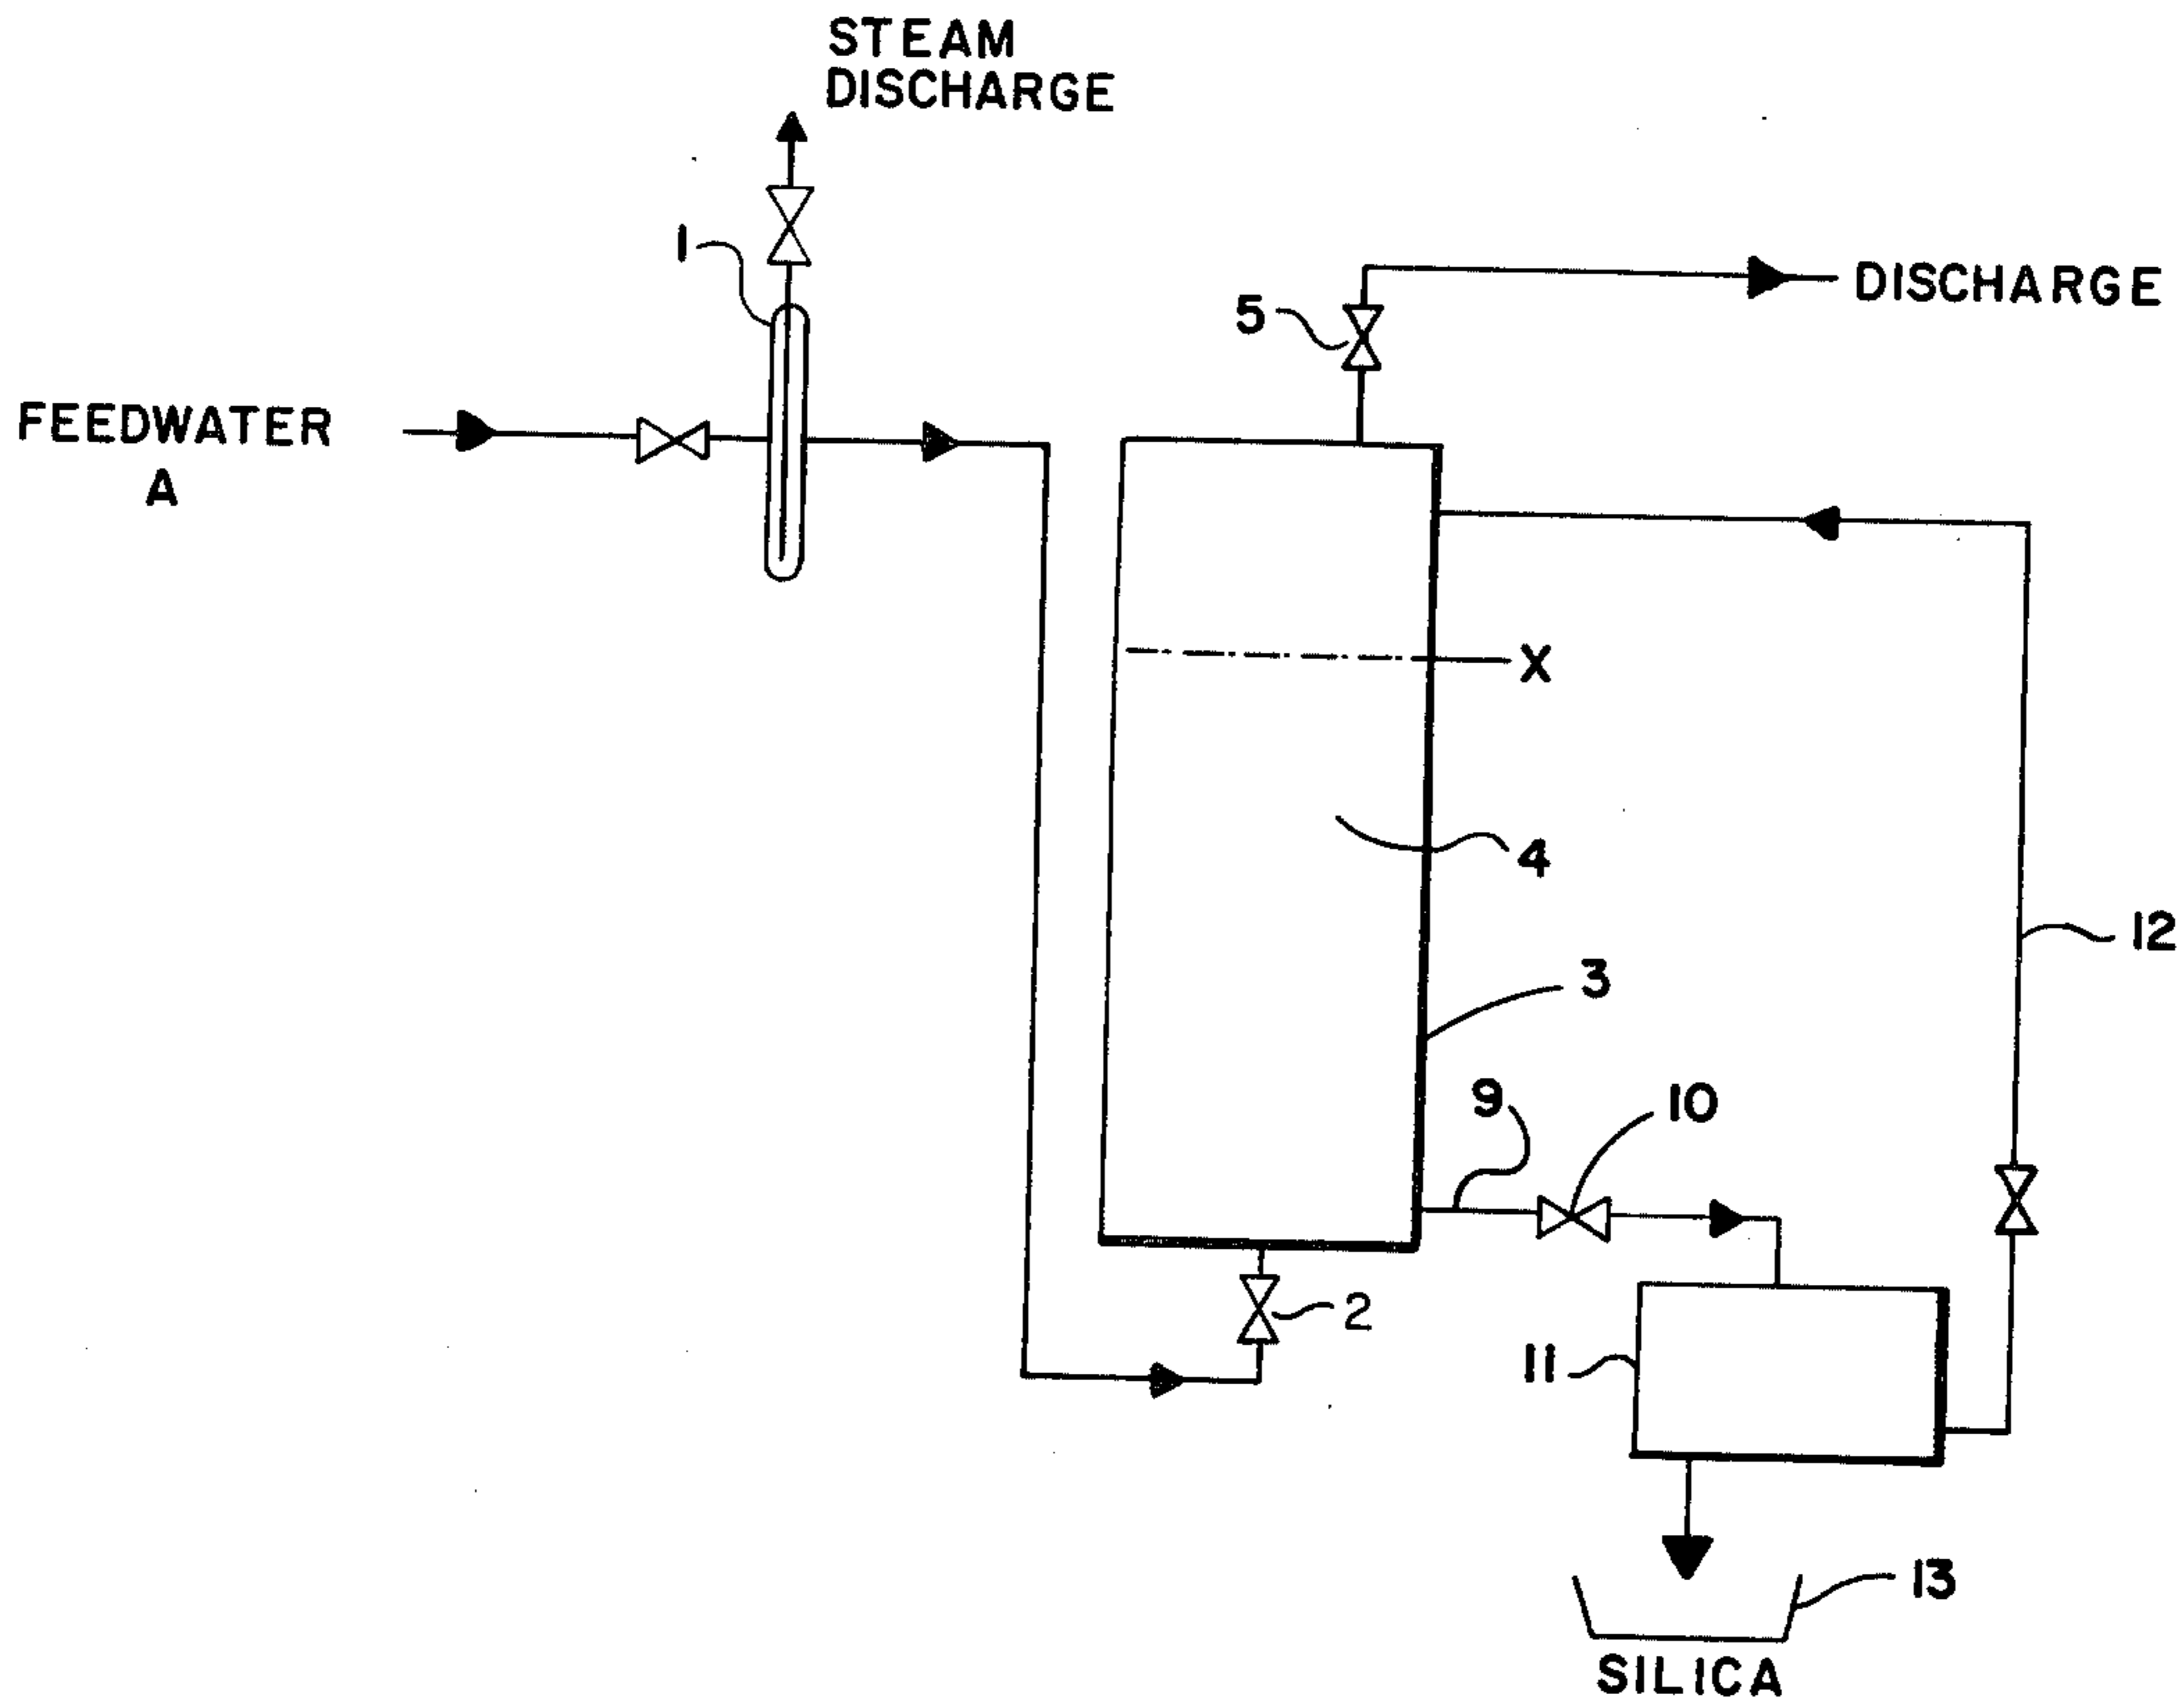 STEAM
DISCHARGE
1
5
DISCHARGE
FEEDWATER
A
X
4
12
3
9
10
2
11
13
SILICA